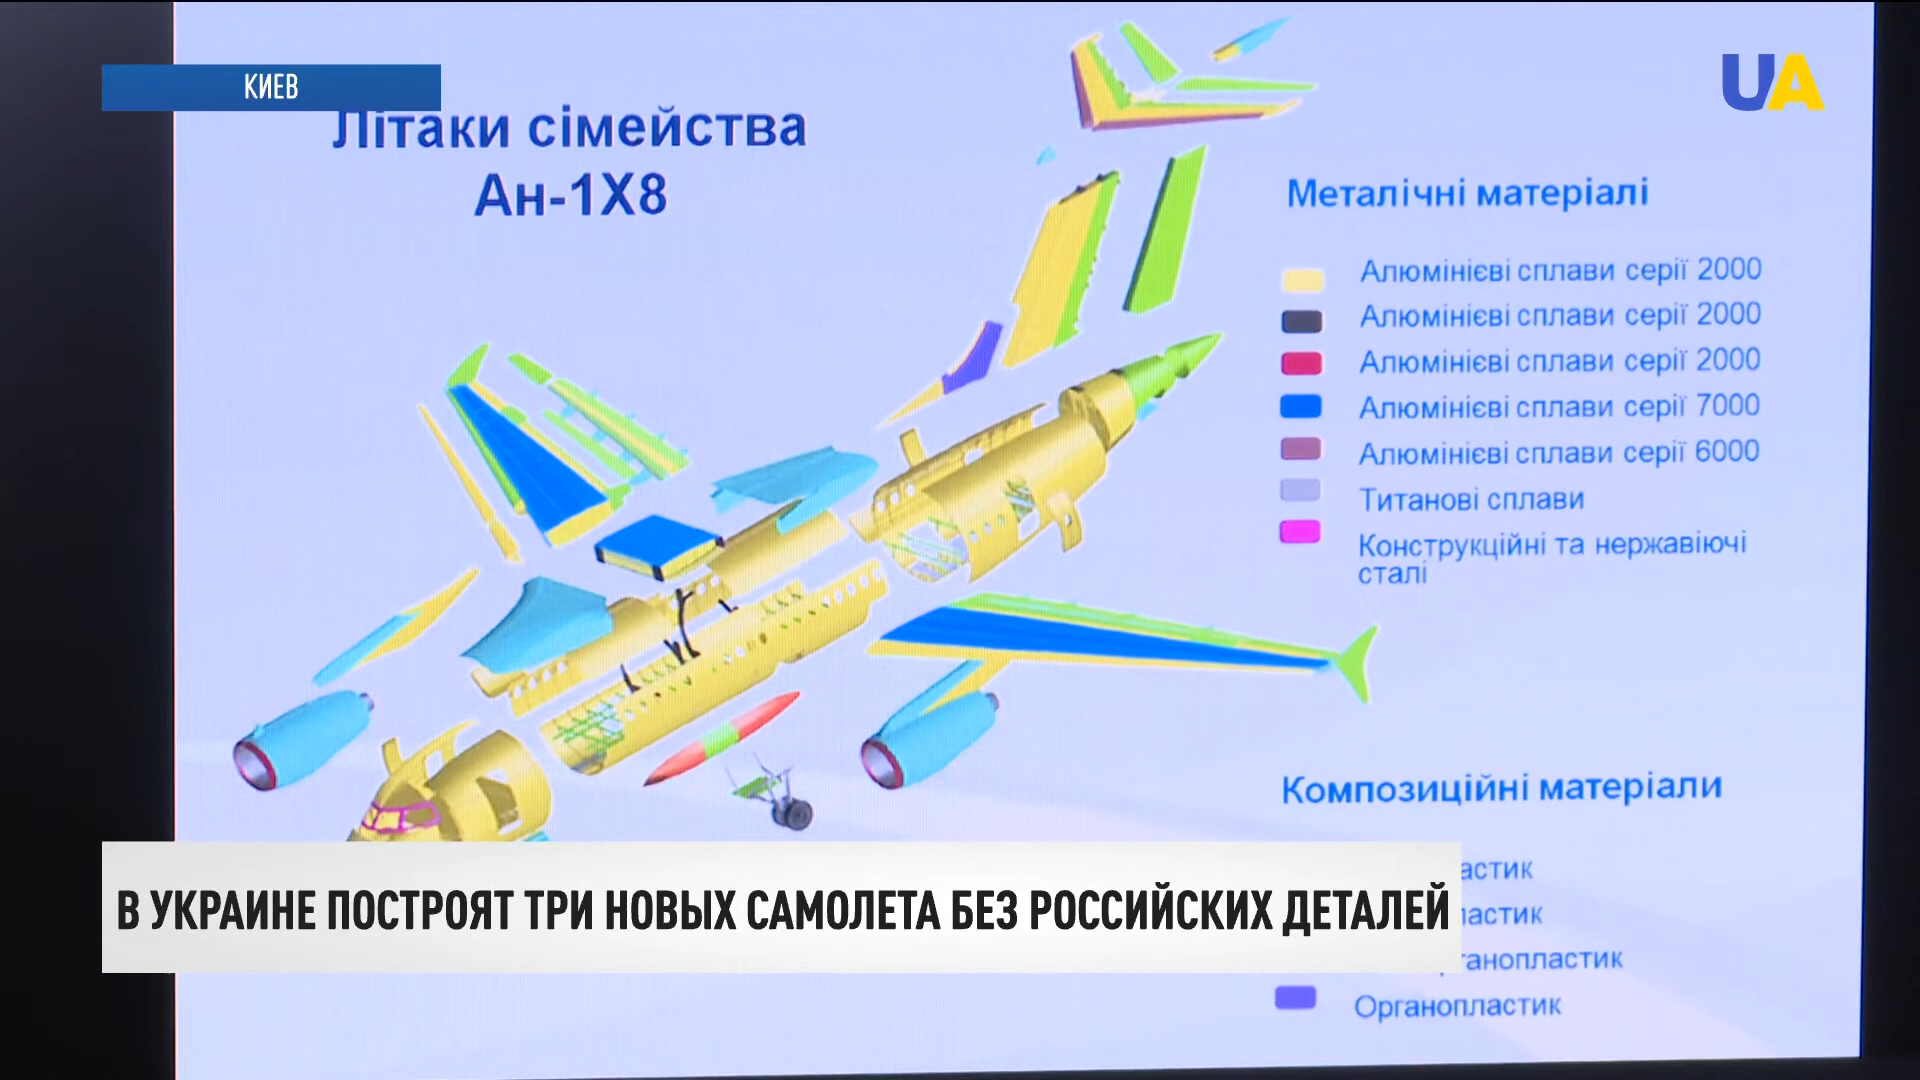 КИЕВ
UA
Літаки сімейства
Ан-1Х8
Металічні матеріалі
Алюмінієві сплави серії 2000
Алюмінієві сплави серії 2000
Алюмінієві сплави серії 2000
Алюмінієві сплави серії 7000
Алюмінієві сплави серії 6000
Титанові сплави
Конструкційні та нержавіючі
сталі
Композиційні матеріали
В УКРАИНЕ ПОСТРОЯТ ТРИ НОВЫХ САМОЛЕТА БЕЗ РОССИЙСКИХ ДЕТАЛЕЙ
Органопластик